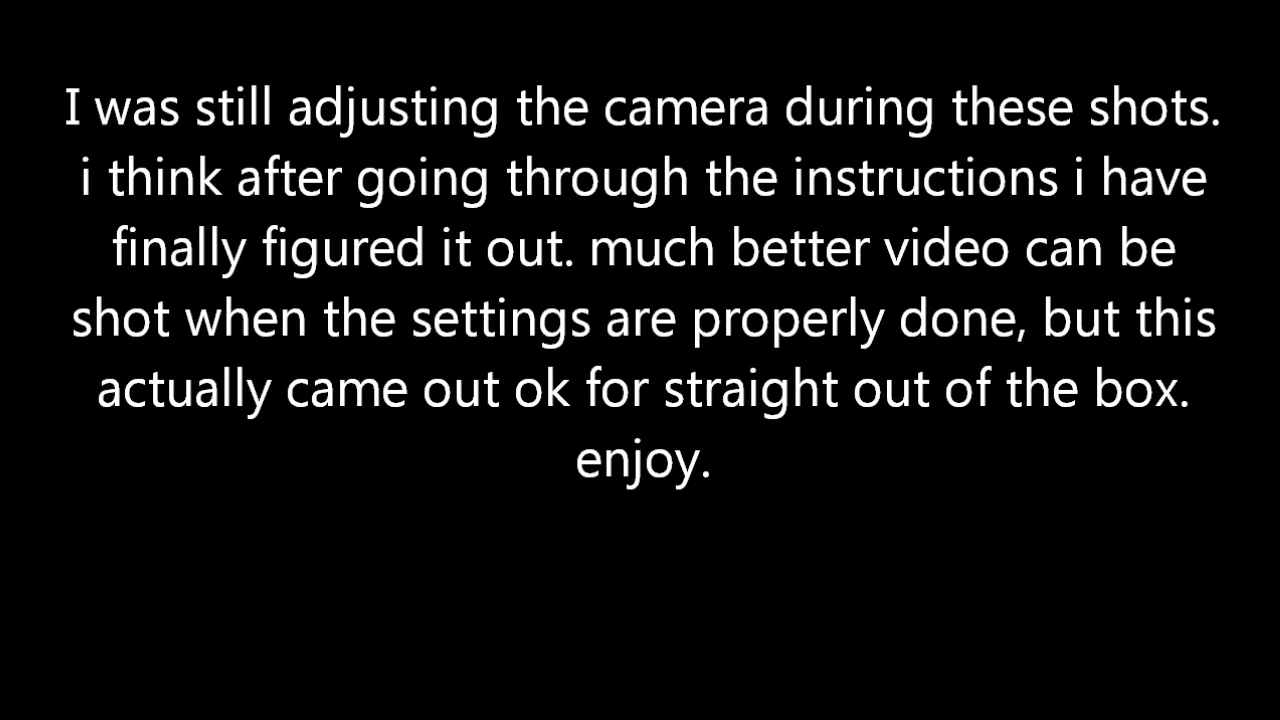 I was still adjusting the camera during these shots.
i think after going through the instructions i have
finally figured it out. much better video can be
shot when the settings are properly done, but this
actually came out ok for straight out of the box.
enjoy.